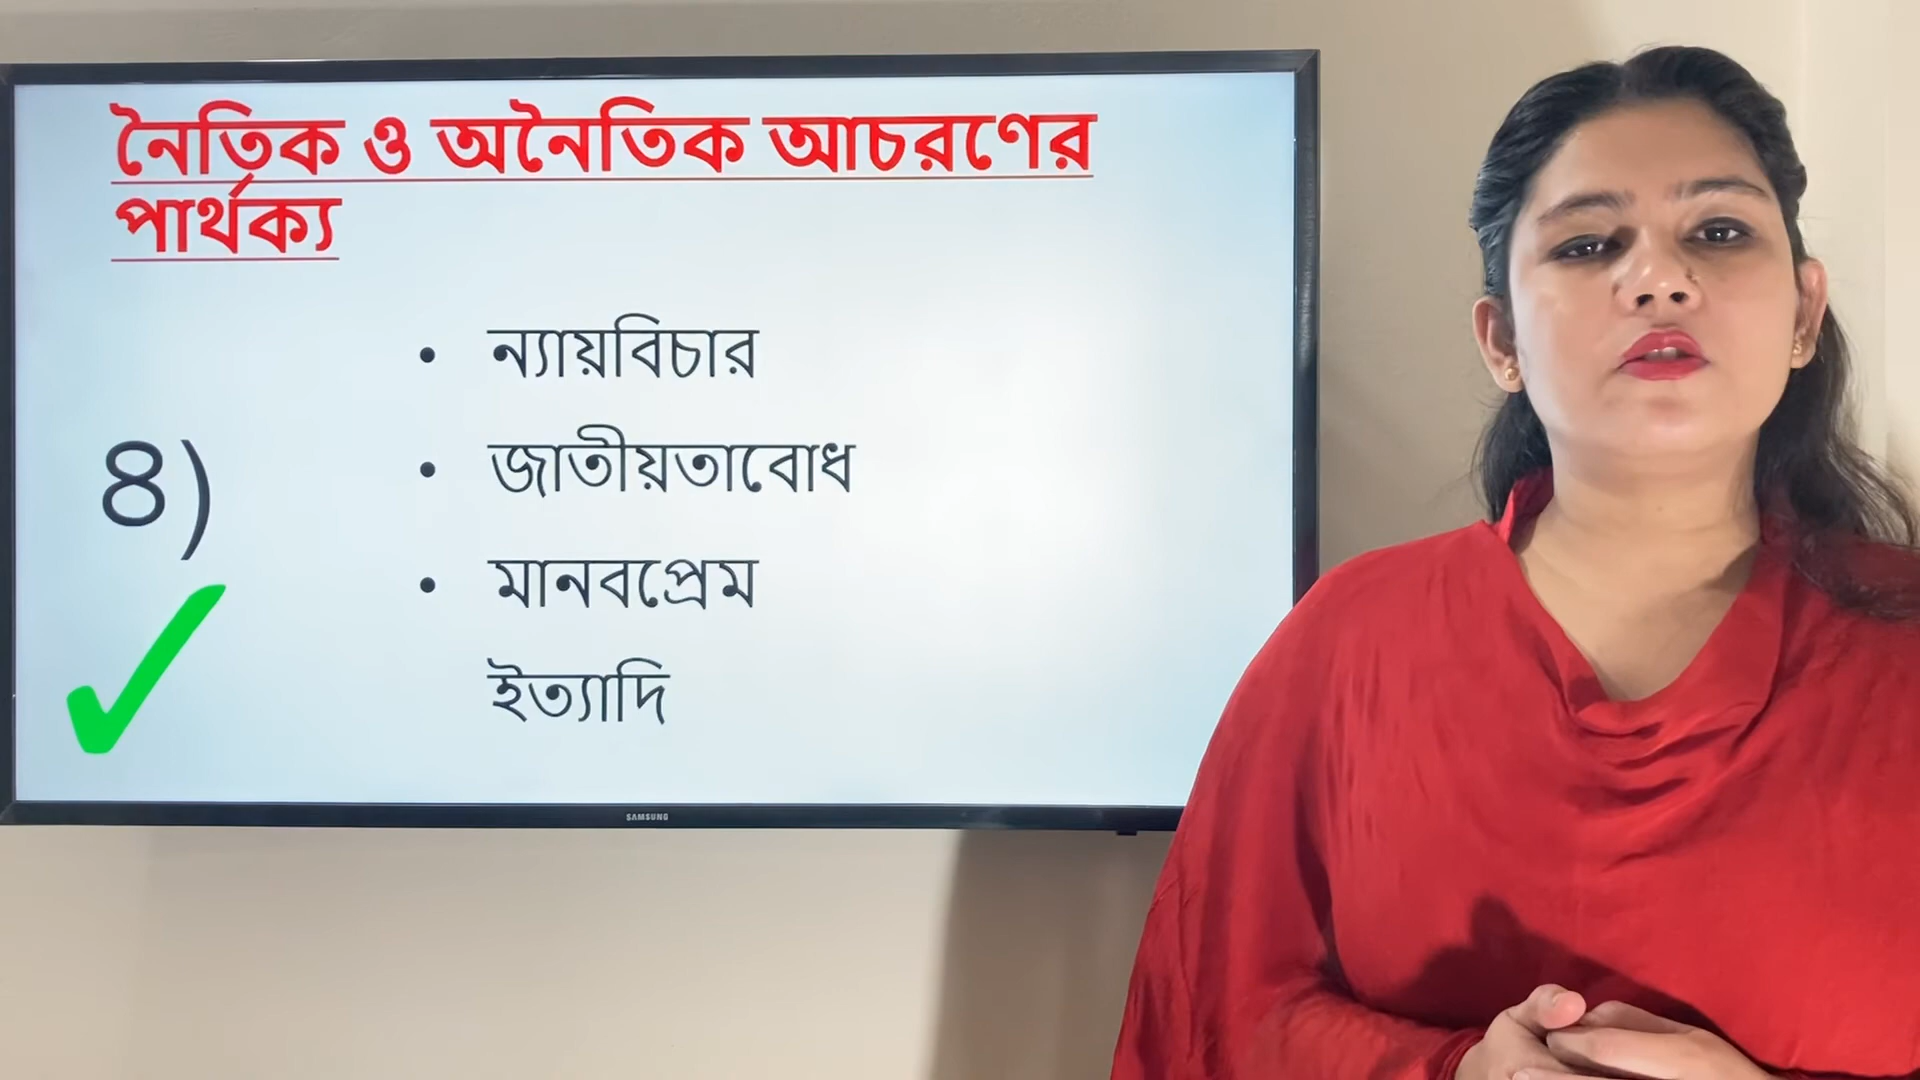 নৈতিক ও অনৈতিক আচরণের
পার্থক্য
• ন্যায়বিচার
• জাতীয়তাবোধ
৪)
• মানবপ্রেম
ইত্যাদি
SAMSUNG